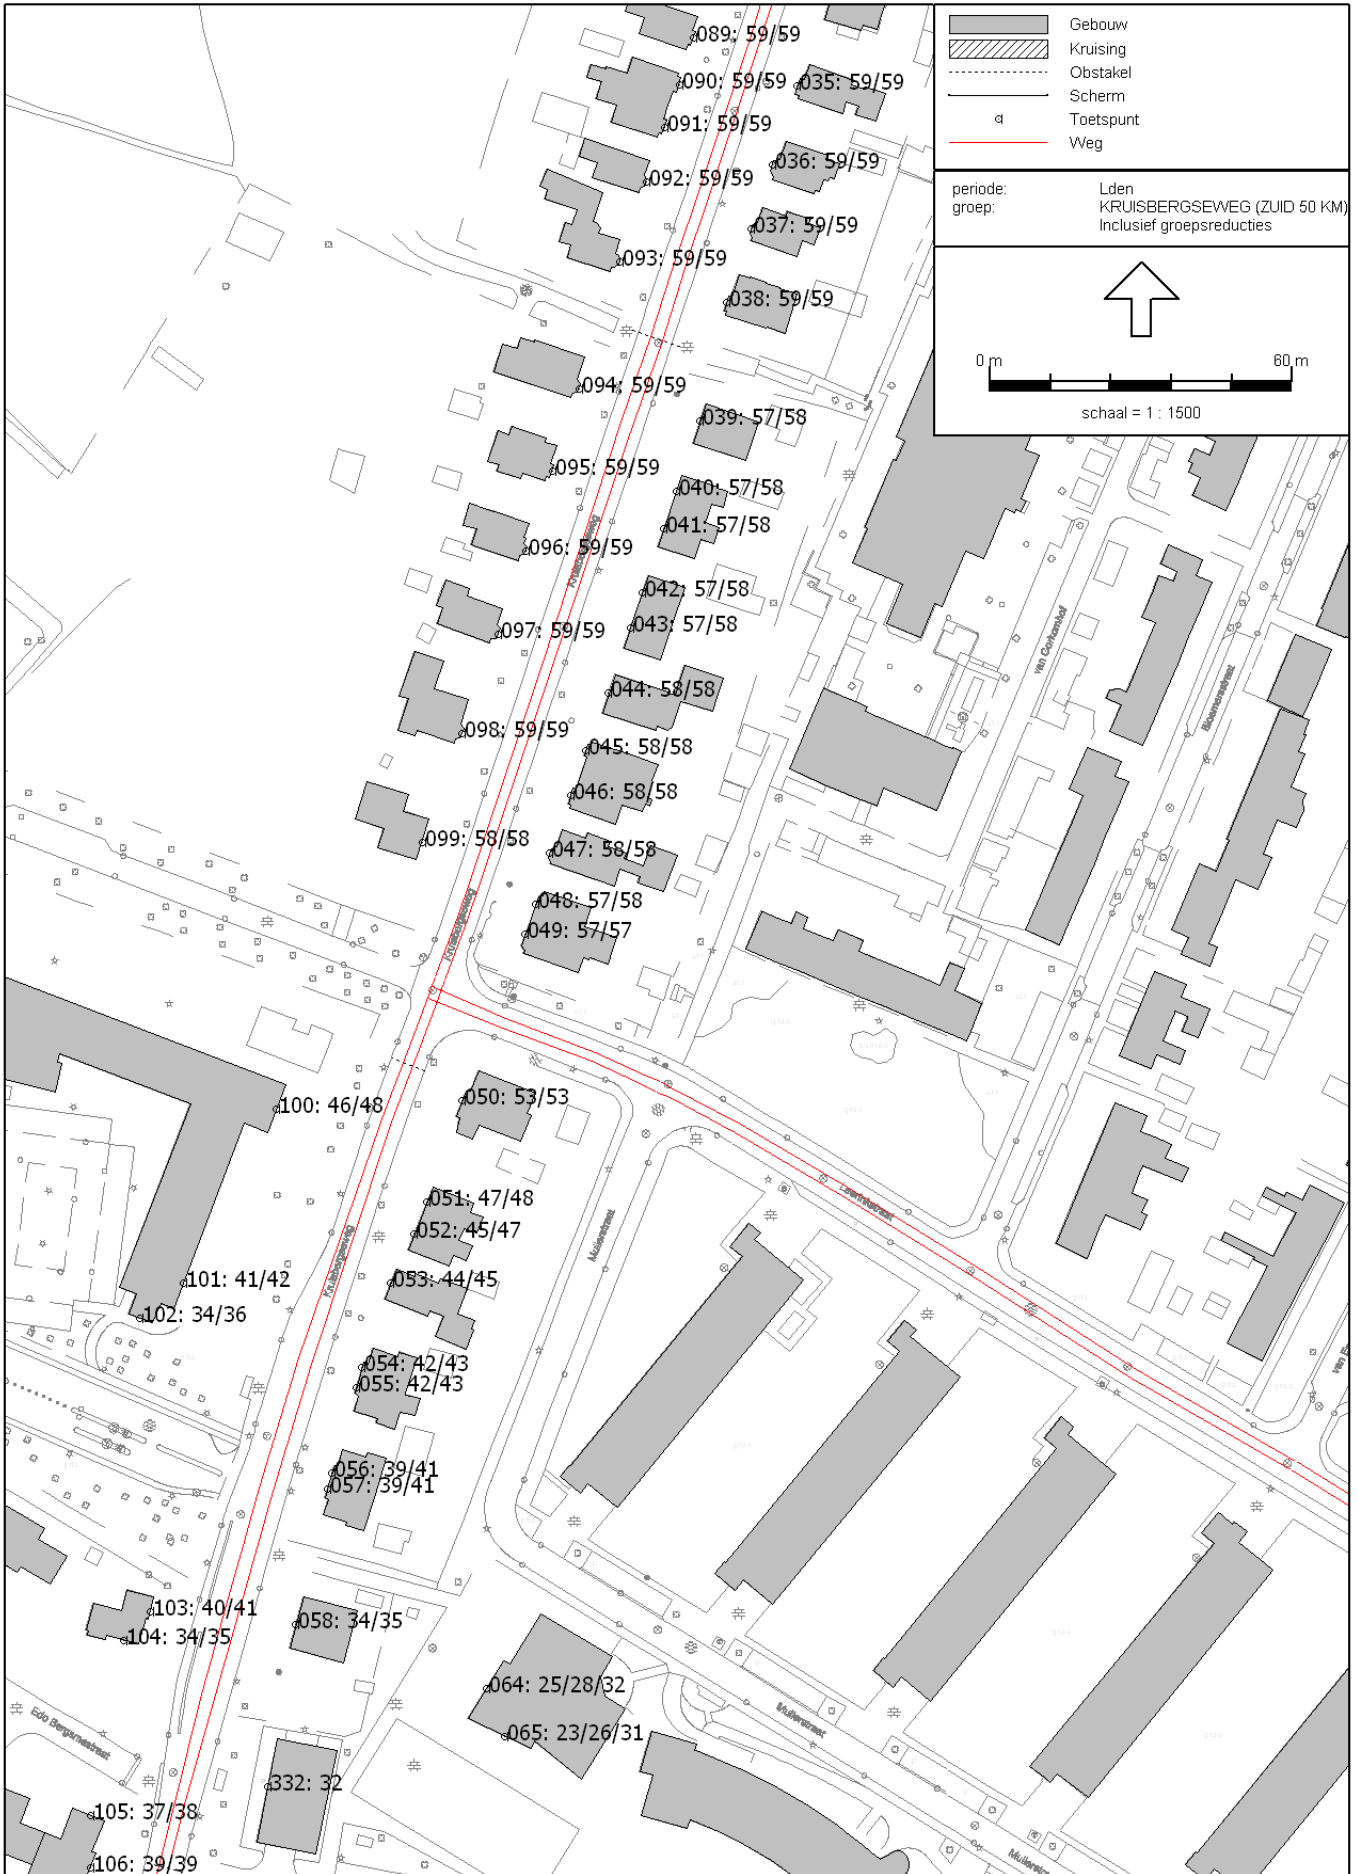 Gebouw
Kruising
Obstakel
Scherm
Toetspunt
Weg
periode: Lden
groep: KRUISBERGSEWEG (ZUID 50 KM)
Inclusief groepsreducties
0 m 60 m
schaal = 1 : 1500
089: 59/59
090: 59/59
035: 59/59
091: 59/59
036: 59/59
092: 59/59
037: 59/59
093: 59/59
038: 59/59
094: 59/59
039: 57/58
095: 59/59
040: 57/58
041: 57/58
096: 59/59
Kruisbergseweg
042: 57/58
097: 59/59
043: 57/58
van Gorkomhof
044: 58/58
Bloemenstraat
098: 59/59
045: 58/58
046: 58/58
099: 58/58
047: 58/58
048: 57/58
Kruisbergseweg
049: 57/57
050: 53/53
100: 46/48
051: 47/48
Leerinkstraat
052: 45/47
Mullerstraat
Kruisbergseweg
101: 41/42
053: 44/45
102: 34/36
054: 42/43
055: 42/43
056: 39/41
057: 39/41
103: 40/41
058: 34/35
104: 34/35
064: 25/28/32
Edo Bergsmastraat
Mullerstraat
065: 23/26/31
332: 32
105: 37/38
106: 39/39